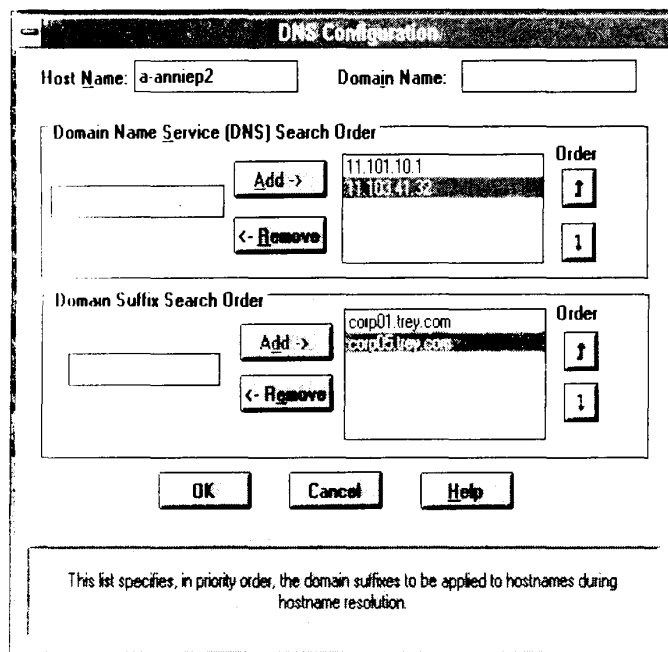 DNS Configuration
Host Name: a-anniep2 Domain Name:
Domain Name Service (DNS) Search Order
Add ->
<- Remove
11.101.10.1
11.103.41.32
Order
Domain Suffix Search Order
Add ->
<- Remove
corp01.trey.com
corp05.trey.com
Order
OK Cancel Help
This list specifies, in priority order, the domain suffixes to be applied to hostnames during
hostname resolution.